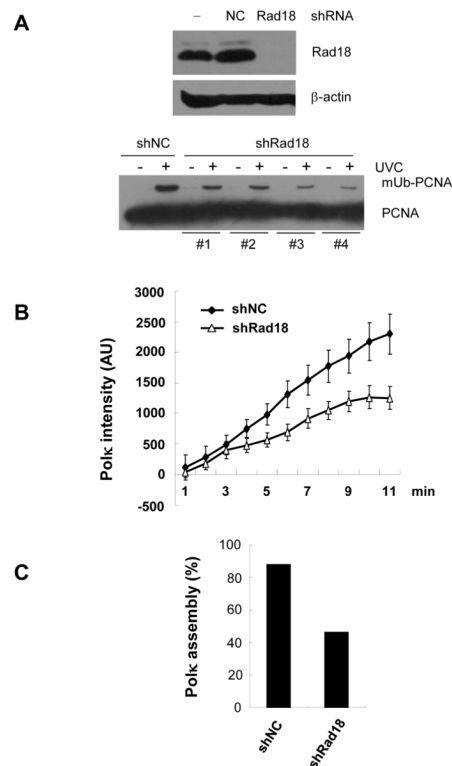 A
– NC Rad18 shRNA
Rad18
β-actin
shNC shRad18
- + - + - + - + - +
UVC
mUb-PCNA
PCNA
#1 #2 #3 #4
B
Polκ intensity (AU)
3000
2500
2000
1500
1000
500
0
-500
shNC
shRad18
1 3 5 7 9 11 min
C
Polκ assembly (%)
100
80
60
40
20
0
shNC
shRad18